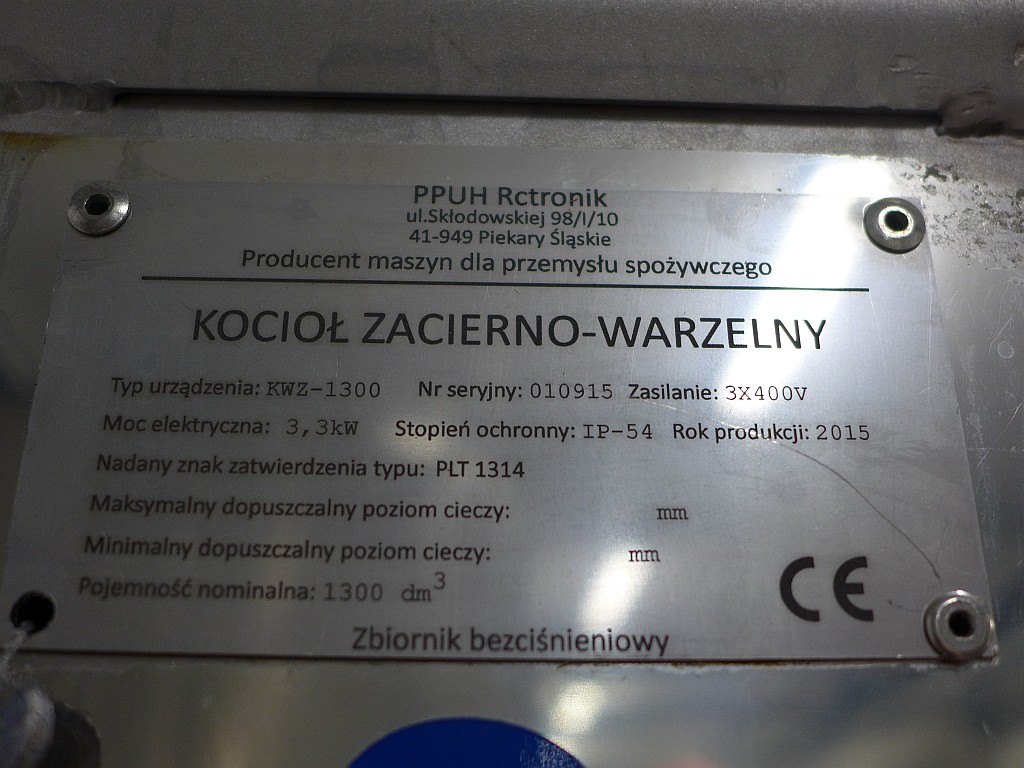 PPUH Rctronik
ul.Skłodowskiej 98/I/10
41-949 Piekary Śląskie
Producent maszyn dla przemysłu spożywczego
KOCIOŁ ZACIERNO-WARZELNY
Typ urządzenia: KWZ-1300 Nr seryjny: 010915 Zasilanie: 3X400V
Moc elektryczna: 3,3kW Stopień ochronny: IP-54 Rok produkcji: 2015
Nadany znak zatwierdzenia typu: PLT 1314
Maksymalny dopuszczalny poziom cieczy: mm
Minimalny dopuszczalny poziom cieczy: mm
Pojemność nominalna: 1300 dm³
CE
Zbiornik bezciśnieniowy